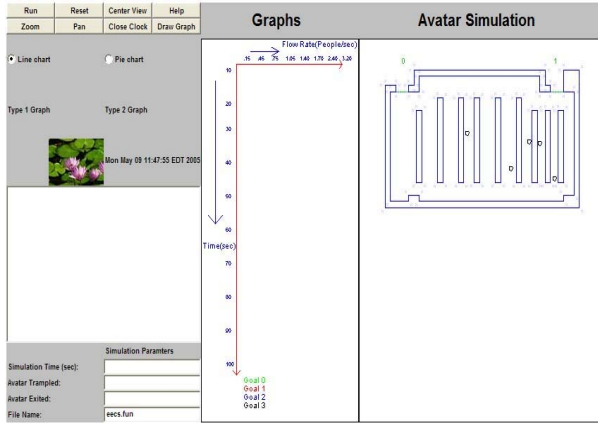 Run Reset Center View Help
Zoom Pan Close Clock Draw Graph
Line chart Pie chart
Type 1 Graph Type 2 Graph
Mon May 09 11:47:55 EDT 2005
Simulation Paramters
Simulation Time (sec):
Avatar Trampled:
Avatar Exited:
File Name: eecs.fun
Graphs
Flow Rate(People/sec)
.15 .45 .75 1.05 1.40 1.70 2.40 3.20
10
20
30
40
50
60
Time(sec)
70
80
90
100
Goal 0
Goal 1
Goal 2
Goal 3
Avatar Simulation
0 1